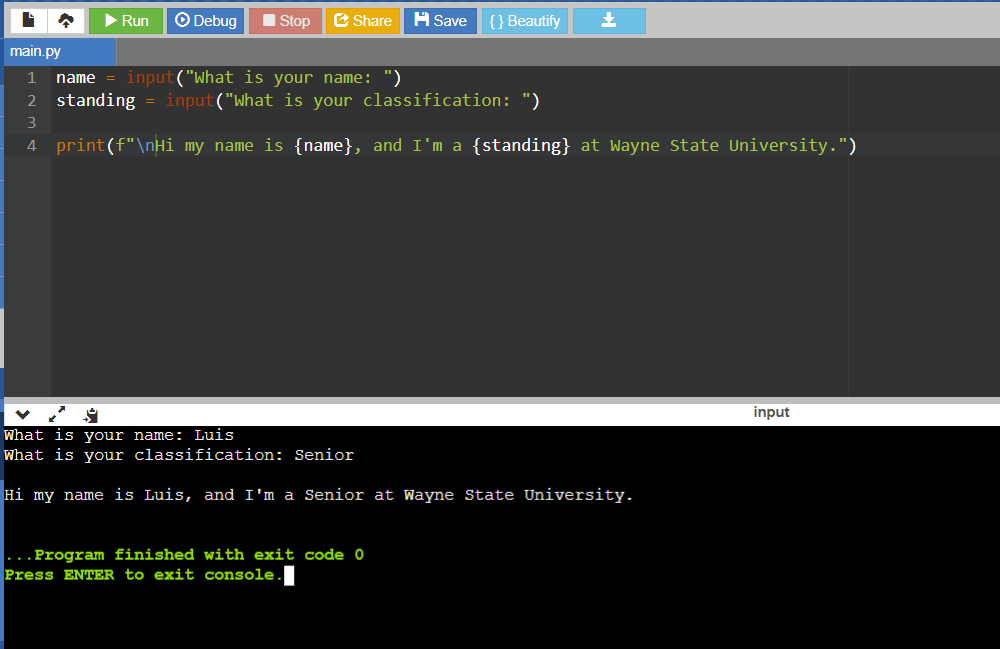 Run Debug Stop Share Save { } Beautify
main.py
1 name = input("What is your name: ")
2 standing = input("What is your classification: ")
3
4 print(f"\nHi my name is {name}, and I'm a {standing} at Wayne State University.")
input
What is your name: Luis
What is your classification: Senior
Hi my name is Luis, and I'm a Senior at Wayne State University.
...Program finished with exit code 0
Press ENTER to exit console.